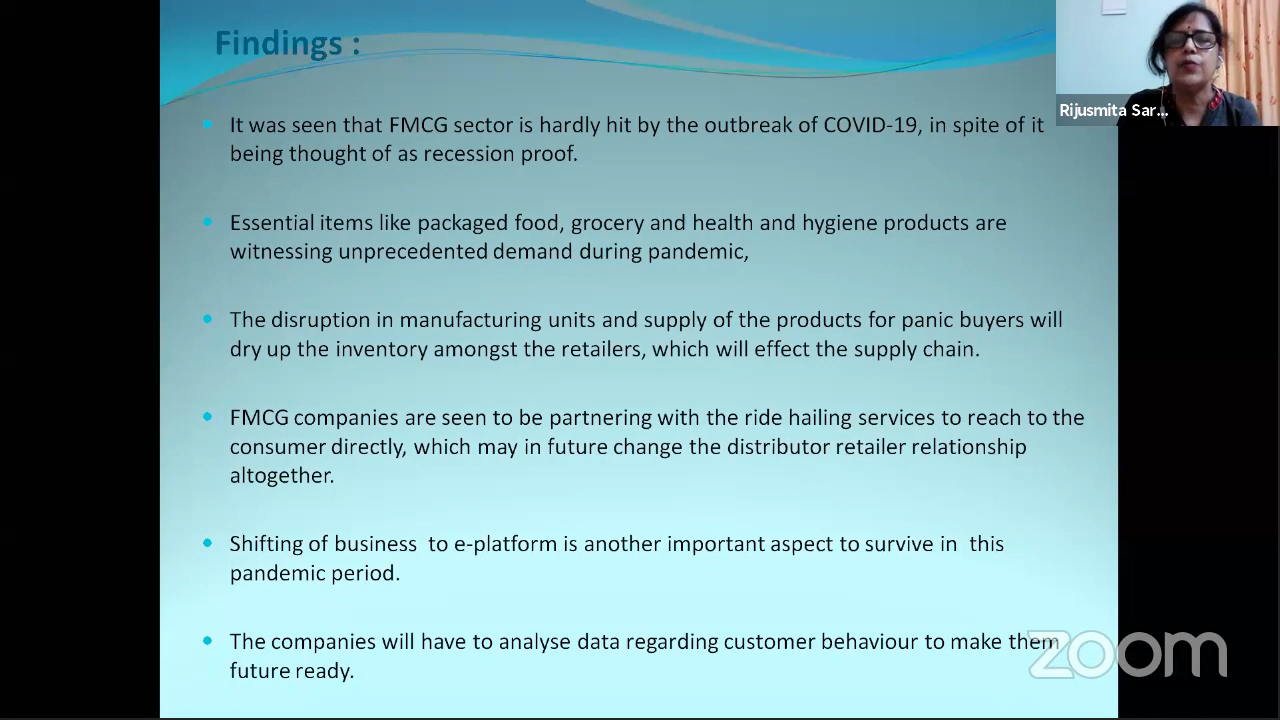 Findings :
Rijusmita Sar...
It was seen that FMCG sector is hardly hit by the outbreak of COVID-19, in spite of it
being thought of as recession proof.
Essential items like packaged food, grocery and health and hygiene products are
witnessing unprecedented demand during pandemic,
The disruption in manufacturing units and supply of the products for panic buyers will
dry up the inventory amongst the retailers, which will effect the supply chain.
FMCG companies are seen to be partnering with the ride hailing services to reach to the
consumer directly, which may in future change the distributor retailer relationship
altogether.
Shifting of business  to e-platform is another important aspect to survive in  this
pandemic period.
The companies will have to analyse data regarding customer behaviour to make them
future ready.
zoom